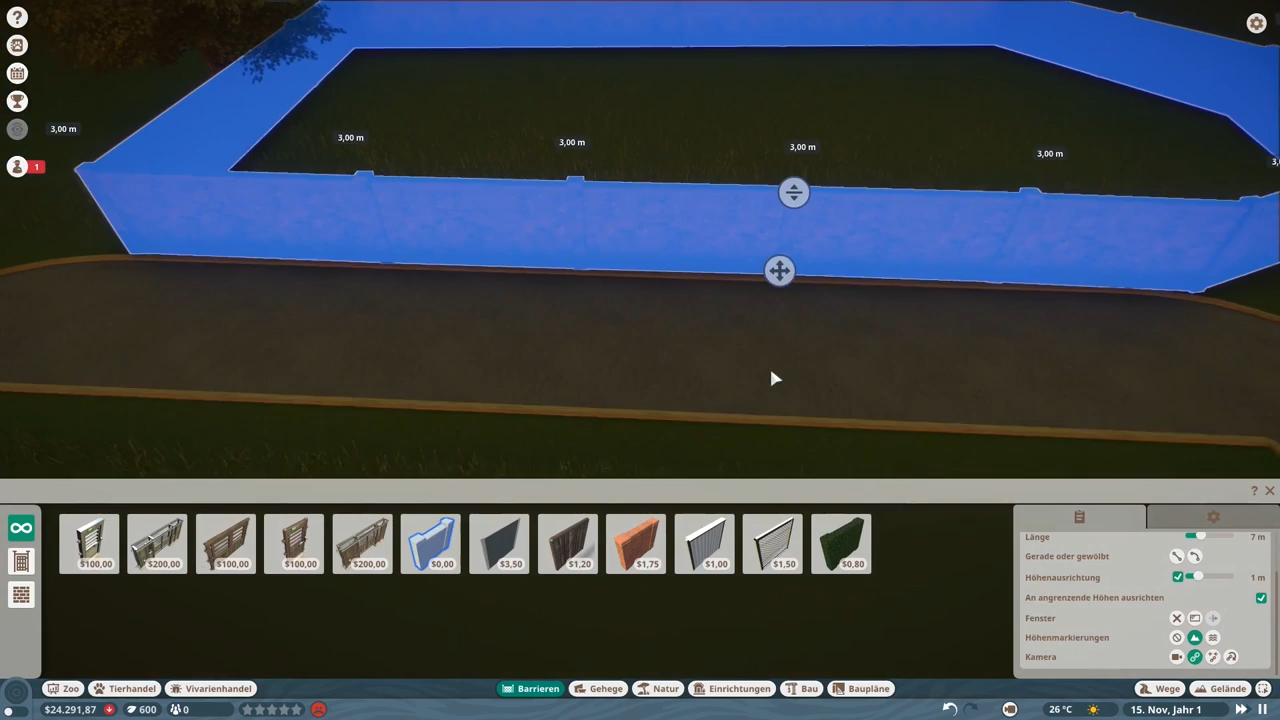 ?
1
3,00 m
3,00 m
3,00 m
3,00 m
3,00 m
? ×
$100,00
$200,00
$100,00
$100,00
$200,00
$0,00
$3,50
$1,20
$1,75
$1,00
$1,50
$0,80
Länge 7 m
Gerade oder gewölbt
Höhenausrichtung 1 m
An angrenzende Höhen ausrichten
Fenster
Höhenmarkierungen
Kamera
Zoo Tierhandel Vivarienhandel Barrieren Gehege Natur Einrichtungen Bau Baupläne Wege Gelände
$24.291,87 600 0 26 °C 15. Nov, Jahr 1